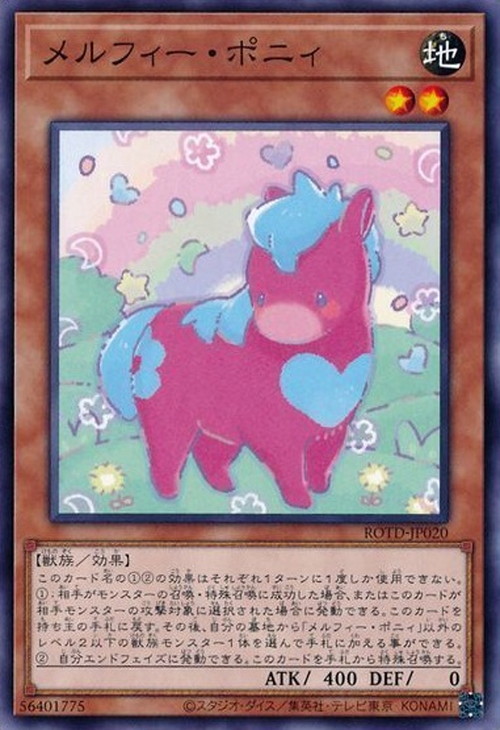 メルフィー・ポニィ
地
ROTD-JP020
【獣族／効果】
このカード名の①②の効果はそれぞれ１ターンに１度しか使用できない。
①：相手がモンスターの召喚・特殊召喚に成功した場合、またはこのカードが
相手モンスターの攻撃対象に選択された場合に発動できる。このカードを
持ち主の手札に戻す。その後、自分の墓地から「メルフィー・ポニィ」以外の
レベル２以下の獣族モンスター１体を選んで手札に加える事ができる。
② 自分エンドフェイズに発動できる。このカードを手札から特殊召喚する。
ATK/ 400 DEF/ 0
56401775 ©スタジオ・ダイス／集英社・テレビ東京 KONAMI